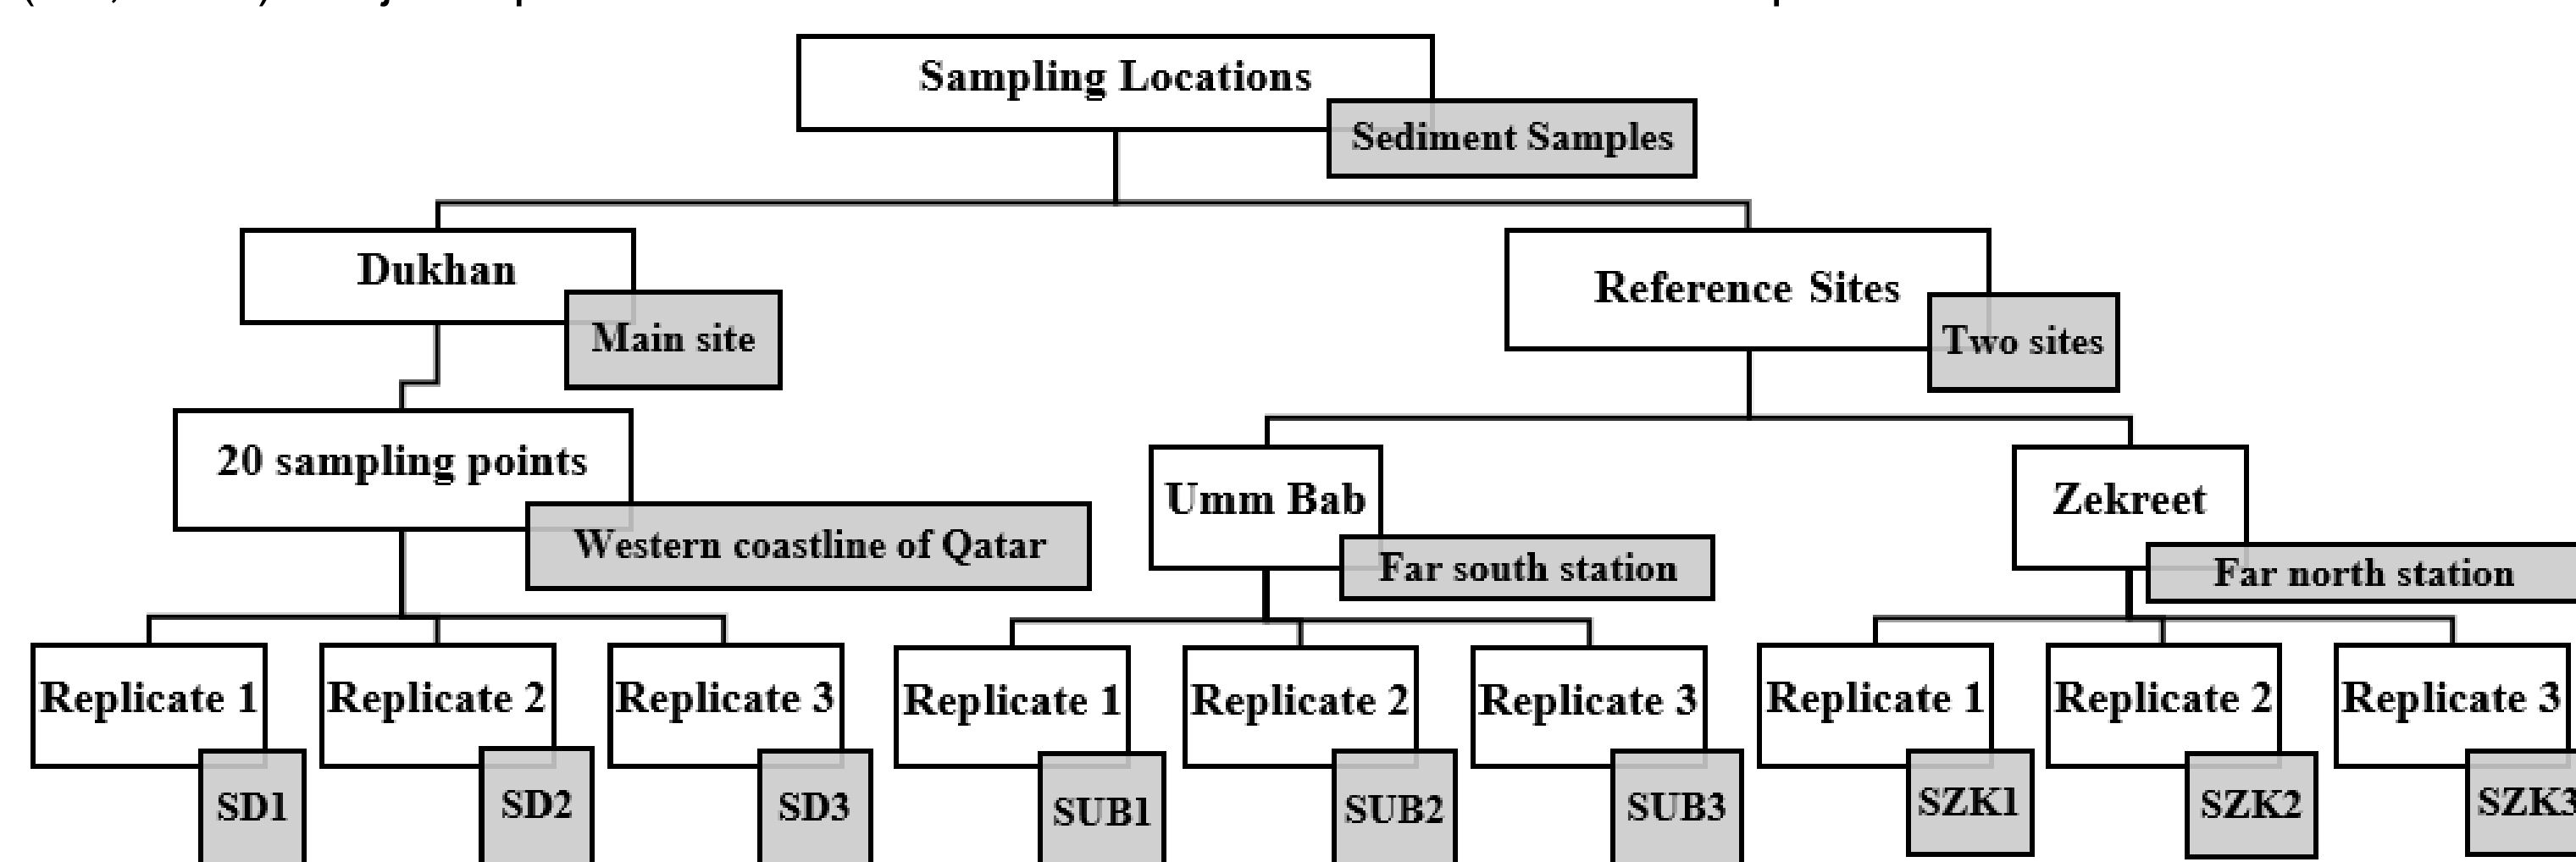 Sampling Locations
Sediment Samples
Dukhan
Main site
Reference Sites
Two sites
20 sampling points
Western coastline of Qatar
Umm Bab
Far south station
Zekreet
Far north station
Replicate 1
Replicate 2
Replicate 3
Replicate 1
Replicate 2
Replicate 3
Replicate 1
Replicate 2
Replicate 3
SD1
SD2
SD3
SUB1
SUB2
SUB3
SZK1
SZK2
SZK3